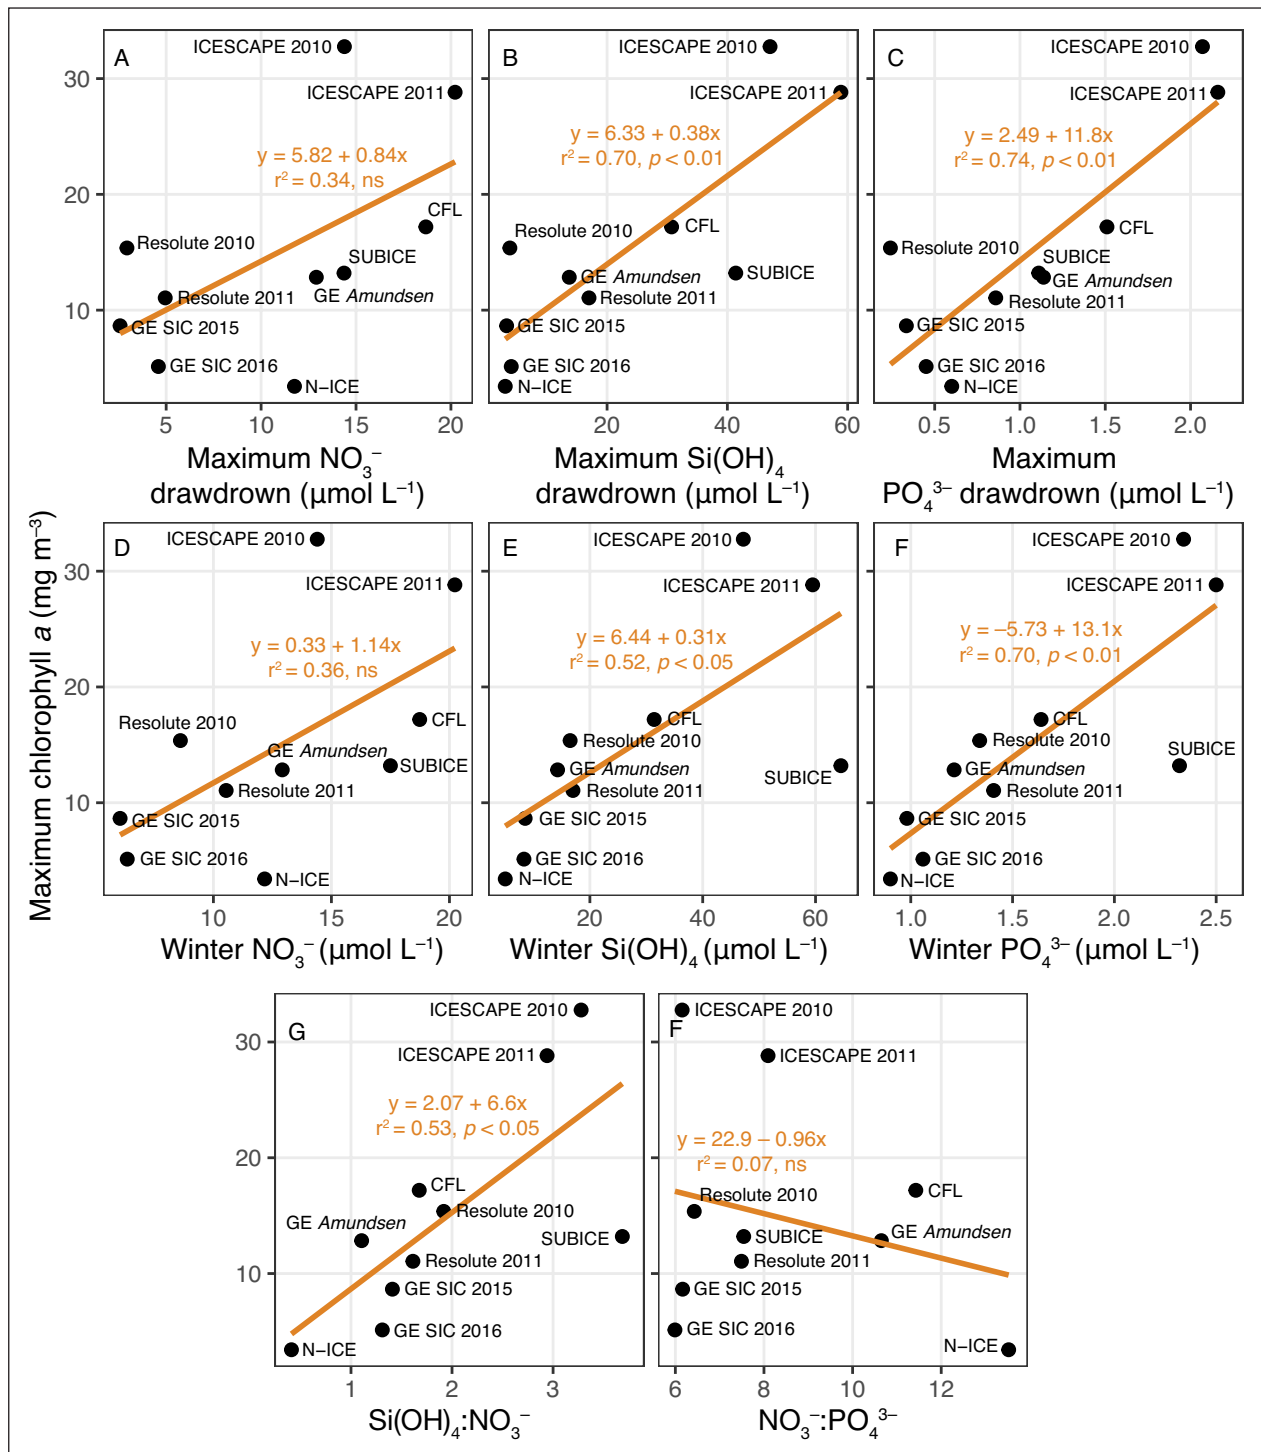 A
ICESCAPE 2010
ICESCAPE 2011
y = 5.82 + 0.84x
r² = 0.34, ns
CFL
Resolute 2010
SUBICE
GE Amundsen
Resolute 2011
GE SIC 2015
GE SIC 2016
N−ICE
30
20
10
5
10
15
20
Maximum NO₃⁻
drawdrown (µmol L⁻¹)
B
ICESCAPE 2010
ICESCAPE 2011
y = 6.33 + 0.38x
r² = 0.70, p < 0.01
Resolute 2010
CFL
GE Amundsen
SUBICE
Resolute 2011
GE SIC 2015
GE SIC 2016
N−ICE
20
40
60
Maximum Si(OH)₄
drawdrown (µmol L⁻¹)
C
ICESCAPE 2010
ICESCAPE 2011
y = 2.49 + 11.8x
r² = 0.74, p < 0.01
CFL
Resolute 2010
SUBICE
GE Amundsen
Resolute 2011
GE SIC 2015
GE SIC 2016
N−ICE
0.5
1.0
1.5
2.0
Maximum
PO₄³⁻ drawdrown (µmol L⁻¹)
Maximum chlorophyll a (mg m⁻³)
D
ICESCAPE 2010
ICESCAPE 2011
y = 0.33 + 1.14x
r² = 0.36, ns
Resolute 2010
CFL
GE Amundsen
SUBICE
Resolute 2011
GE SIC 2015
GE SIC 2016
N−ICE
30
20
10
10
15
20
Winter NO₃⁻ (µmol L⁻¹)
E
ICESCAPE 2010
ICESCAPE 2011
y = 6.44 + 0.31x
r² = 0.52, p < 0.05
CFL
Resolute 2010
GE Amundsen
SUBICE
Resolute 2011
GE SIC 2015
GE SIC 2016
N−ICE
20
40
60
Winter Si(OH)₄ (µmol L⁻¹)
F
ICESCAPE 2010
ICESCAPE 2011
y = −5.73 + 13.1x
r² = 0.70, p < 0.01
CFL
Resolute 2010
SUBICE
GE Amundsen
Resolute 2011
GE SIC 2015
GE SIC 2016
N−ICE
1.0
1.5
2.0
2.5
Winter PO₄³⁻ (µmol L⁻¹)
G
ICESCAPE 2010
ICESCAPE 2011
y = 2.07 + 6.6x
r² = 0.53, p < 0.05
CFL
Resolute 2010
GE Amundsen
SUBICE
Resolute 2011
GE SIC 2015
GE SIC 2016
N−ICE
30
20
10
1
2
3
Si(OH)₄:NO₃⁻
ICESCAPE 2010
F
ICESCAPE 2011
y = 22.9 − 0.96x
r² = 0.07, ns
Resolute 2010
CFL
SUBICE
GE Amundsen
Resolute 2011
GE SIC 2015
GE SIC 2016
N−ICE
6
8
10
12
NO₃⁻:PO₄³⁻